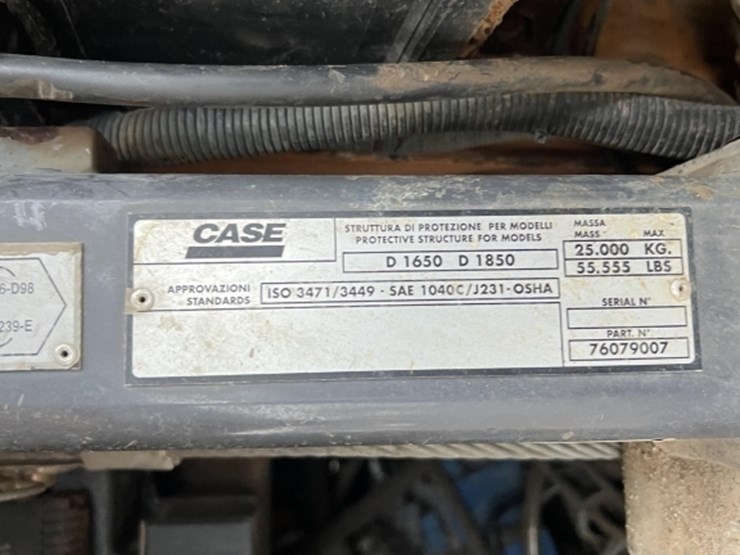 CASE
STRUTTURA DI PROTEZIONE PER MODELLI
PROTECTIVE STRUCTURE FOR MODELS
D 1650 D 1850
MASSA
MASS MAX
25.000 KG.
55.555 LBS
APPROVAZIONI
STANDARDS
ISO 3471/3449 - SAE 1040C/J231-OSHA
SERIAL N°
PART. N°
76079007
6-D98
239-E